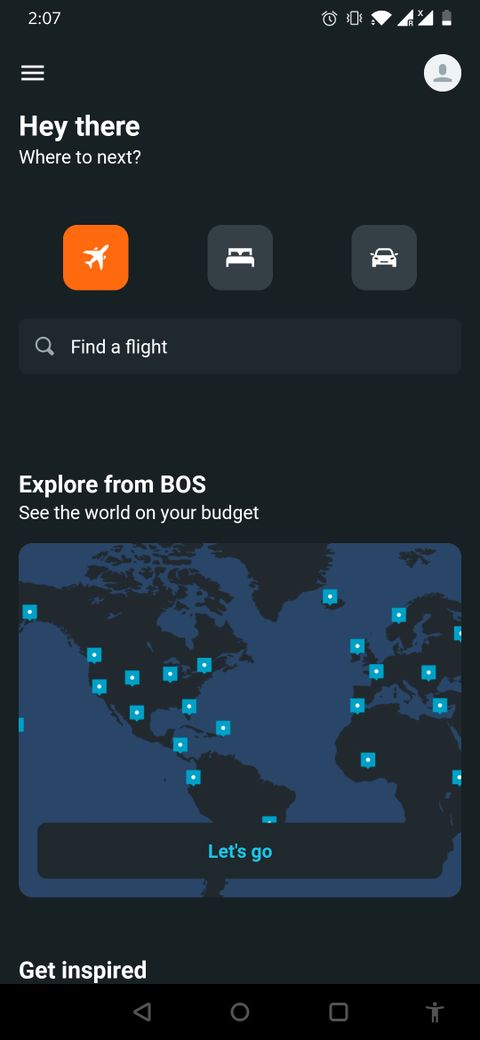 2:07
R
X
Hey there
Where to next?
Find a flight
Explore from BOS
See the world on your budget
Let's go
Get inspired